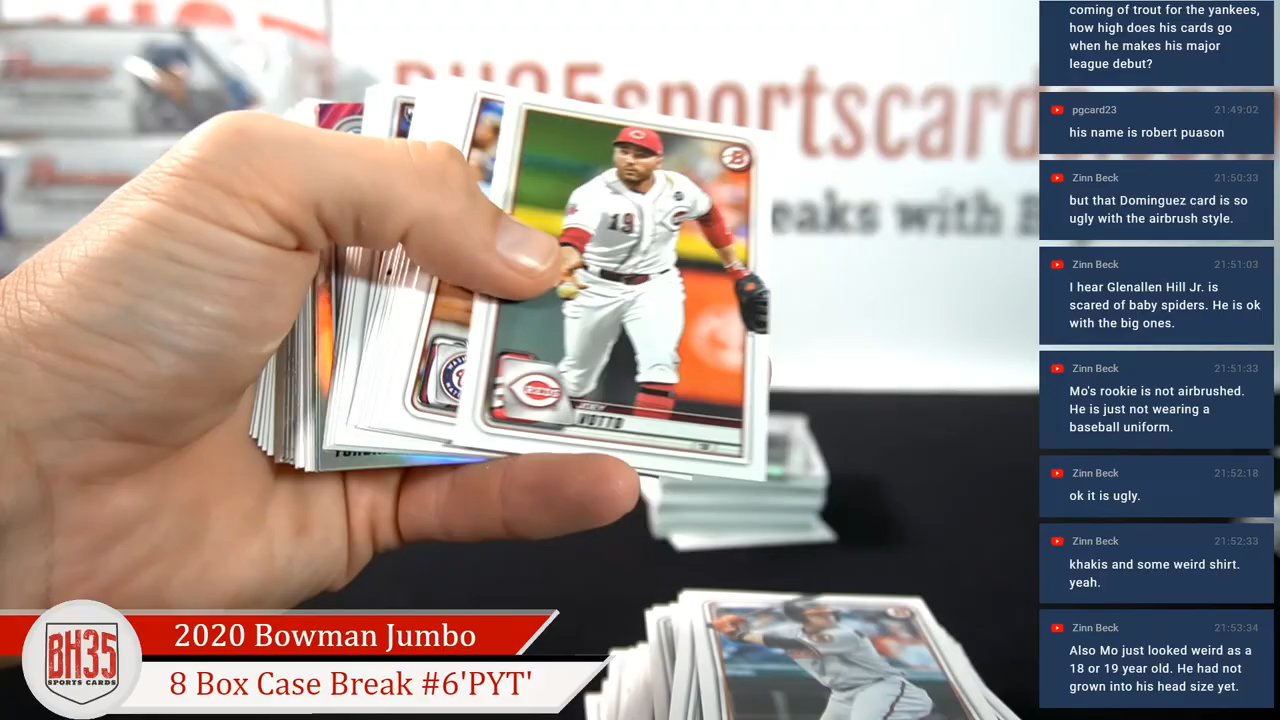 BH35sportscard
eaks with B
19
REDS
JOEY
VOTTO
2020 Bowman Jumbo
8 Box Case Break #6'PYT'
BH35
SPORTS CARDS
coming of trout for the yankees,
how high does his cards go
when he makes his major
league debut?
pgcard23 21:49:02
his name is robert puason
Zinn Beck 21:50:33
but that Dominguez card is so
ugly with the airbrush style.
Zinn Beck 21:51:03
I hear Glenallen Hill Jr. is
scared of baby spiders. He is ok
with the big ones.
Zinn Beck 21:51:33
Mo's rookie is not airbrushed.
He is just not wearing a
baseball uniform.
Zinn Beck 21:52:18
ok it is ugly.
Zinn Beck 21:52:33
khakis and some weird shirt.
yeah.
Zinn Beck 21:53:34
Also Mo just looked weird as a
18 or 19 year old. He had not
grown into his head size yet.